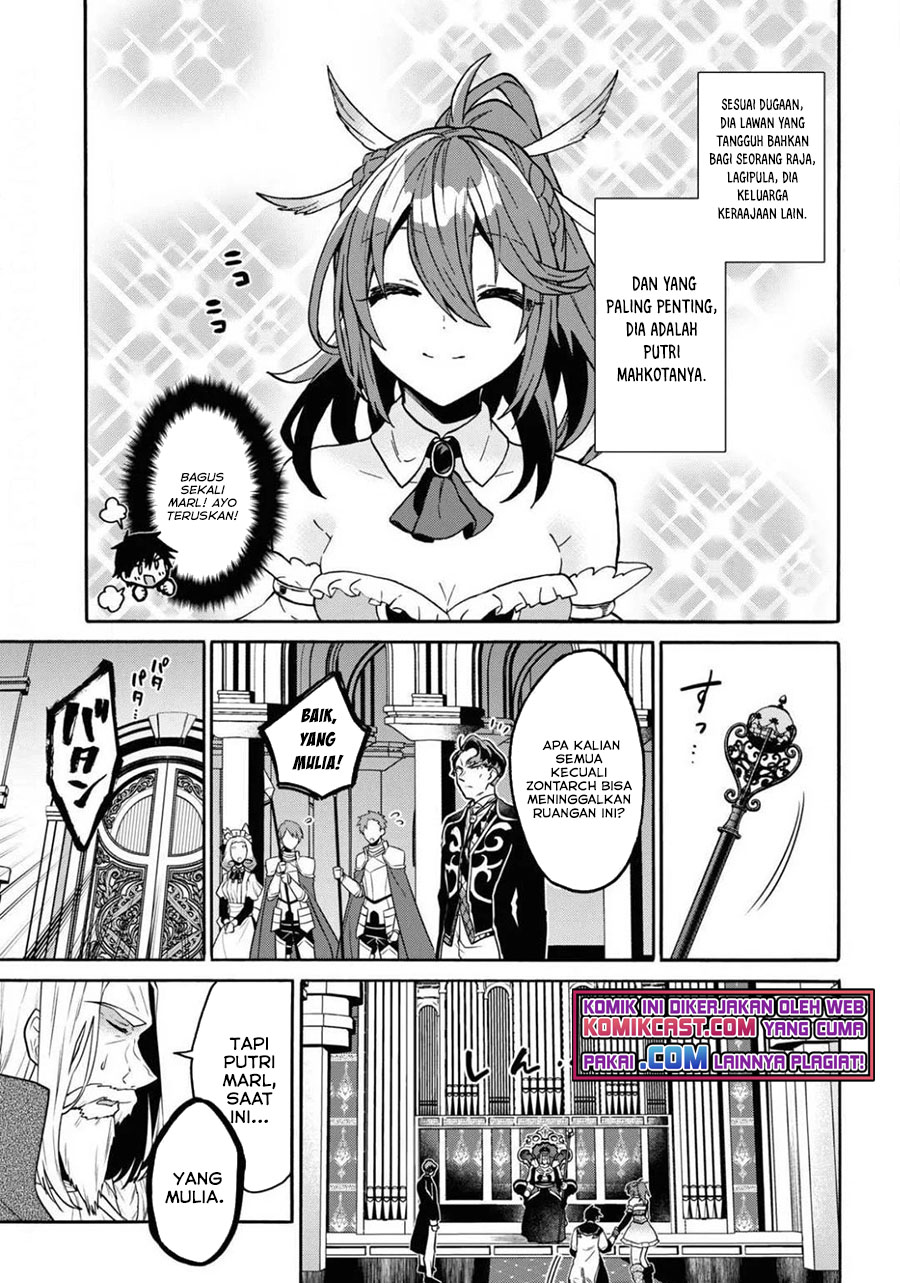 SESUAI DUGAAN,
DIA LAWAN YANG
TANGGUH BAHKAN
BAGI SEORANG RAJA,
LAGIPULA, DIA
KELUARGA
KERAAJAAN LAIN.
DAN YANG
PALING PENTING,
DIA ADALAH
PUTRI
MAHKOTANYA.
ニコ
ニコ
BAGUS
SEKALI
MARL! AYO
TERUSKAN!
すっ…
APA KALIAN
SEMUA
KECUALI
ZONTARCH BISA
MENINGGALKAN
RUANGAN INI?
BAIK,
YANG
MULIA!
パタ
パタ
バタン
KOMIK INI DIKERJAKAN OLEH WEB
KOMIKCAST.COM YANG CUMA
PAKAI .COM LAINNYA PLAGIAT!
しん…
TAPI
PUTRI
MARL,
SAAT
INI...
YANG
MULIA.